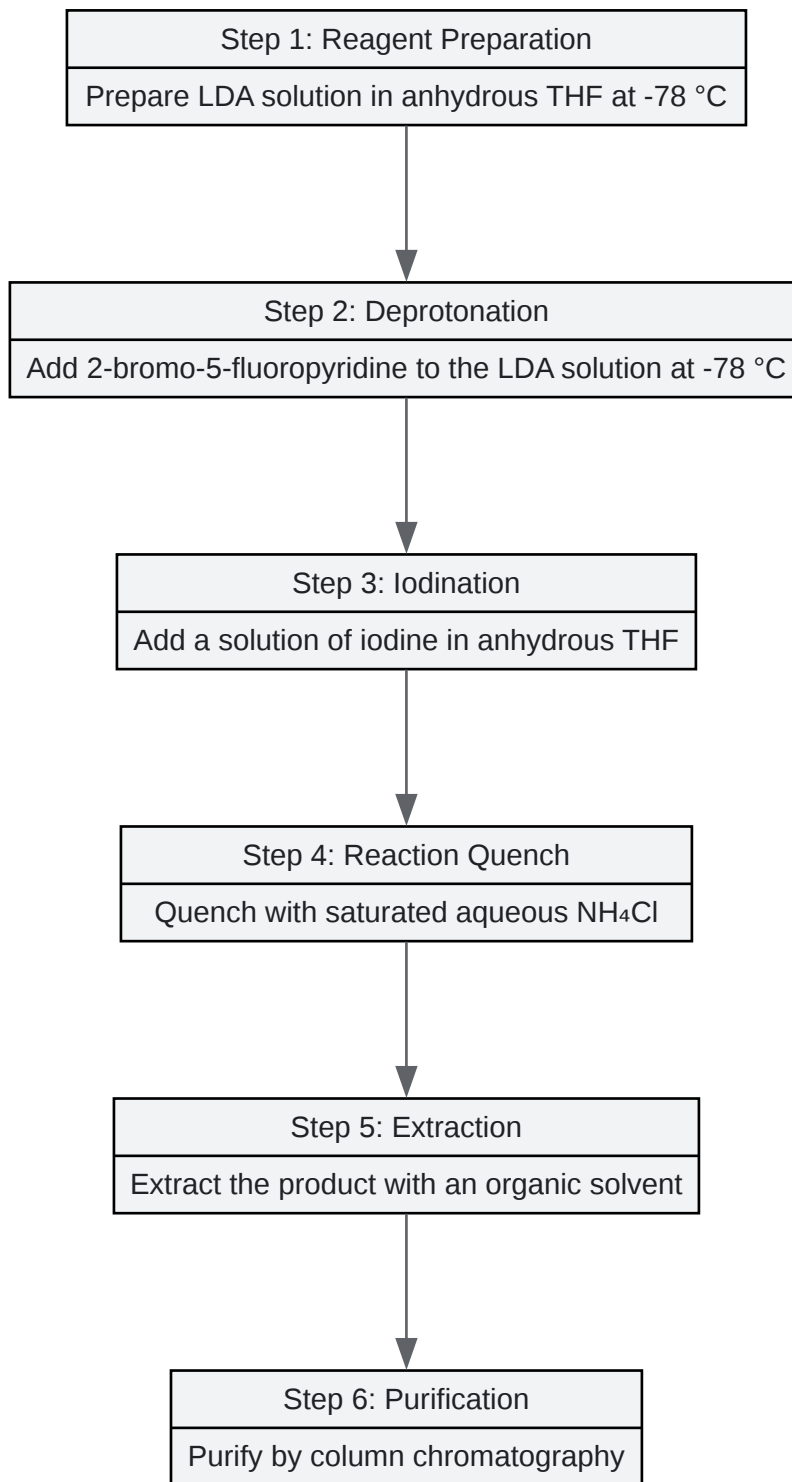 Step 1: Reagent Preparation
Prepare LDA solution in anhydrous THF at -78 °C
Step 2: Deprotonation
Add 2-bromo-5-fluoropyridine to the LDA solution at -78 °C
Step 3: Iodination
Add a solution of iodine in anhydrous THF
Step 4: Reaction Quench
Quench with saturated aqueous NH₄Cl
Step 5: Extraction
Extract the product with an organic solvent
Step 6: Purification
Purify by column chromatography